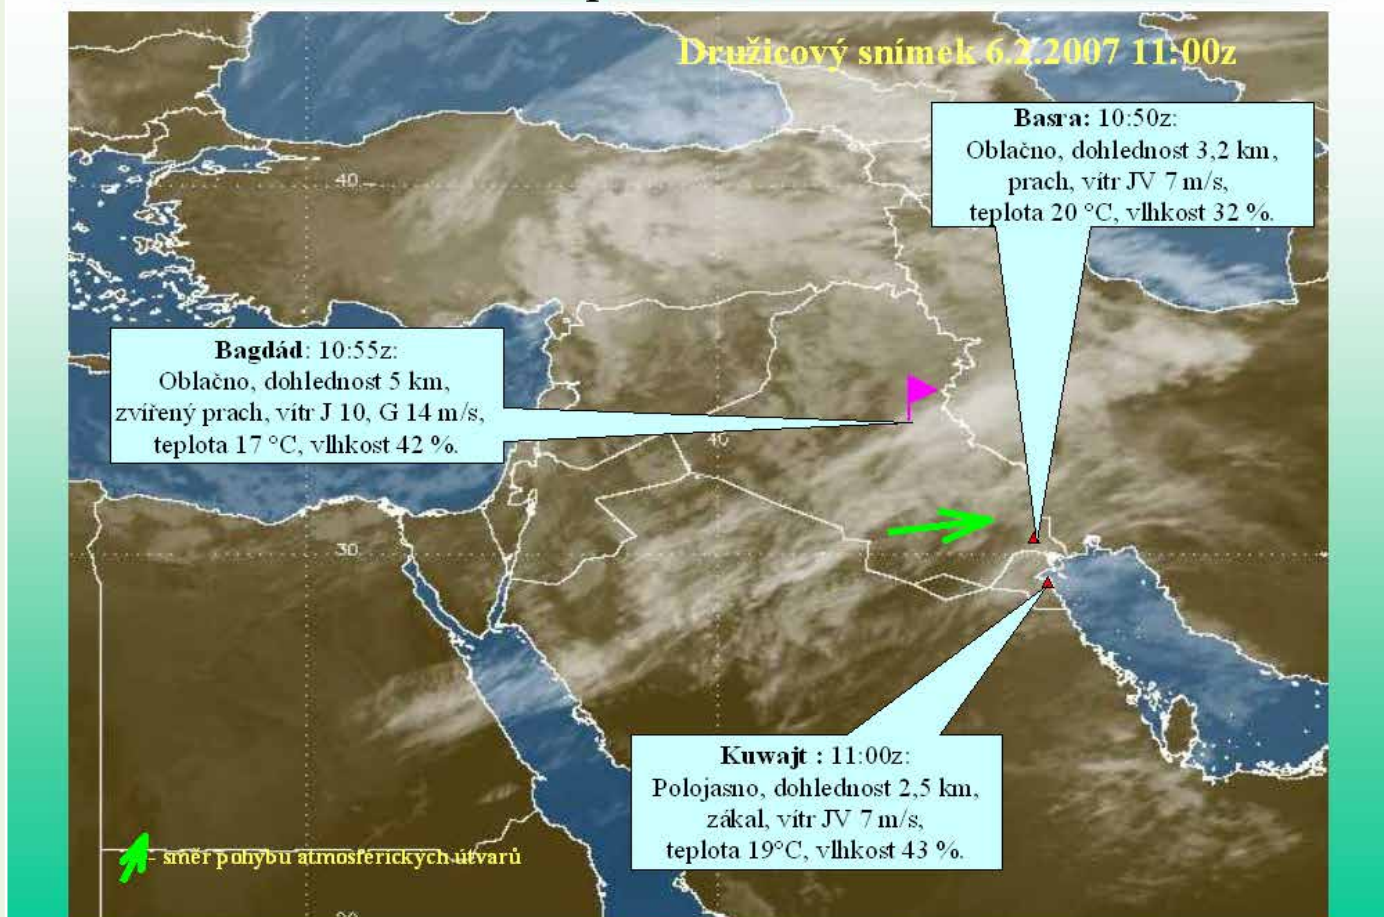 Družicový snímek 6.2.2007 11:00z
Basra: 10:50z:
Oblačno, dohlednost 3,2 km,
prach, vítr JV 7 m/s,
teplota 20 °C, vlhkost 32 %.
40
Bagdád: 10:55z:
Oblačno, dohlednost 5 km,
zvířený prach, vítr J 10, G 14 m/s,
teplota 17 °C, vlhkost 42 %.
40
30
Kuwajt : 11:00z:
Polojasno, dohlednost 2,5 km,
zákal, vítr JV 7 m/s,
teplota 19°C, vlhkost 43 %.
- směr pohybu atmosférických útvarů